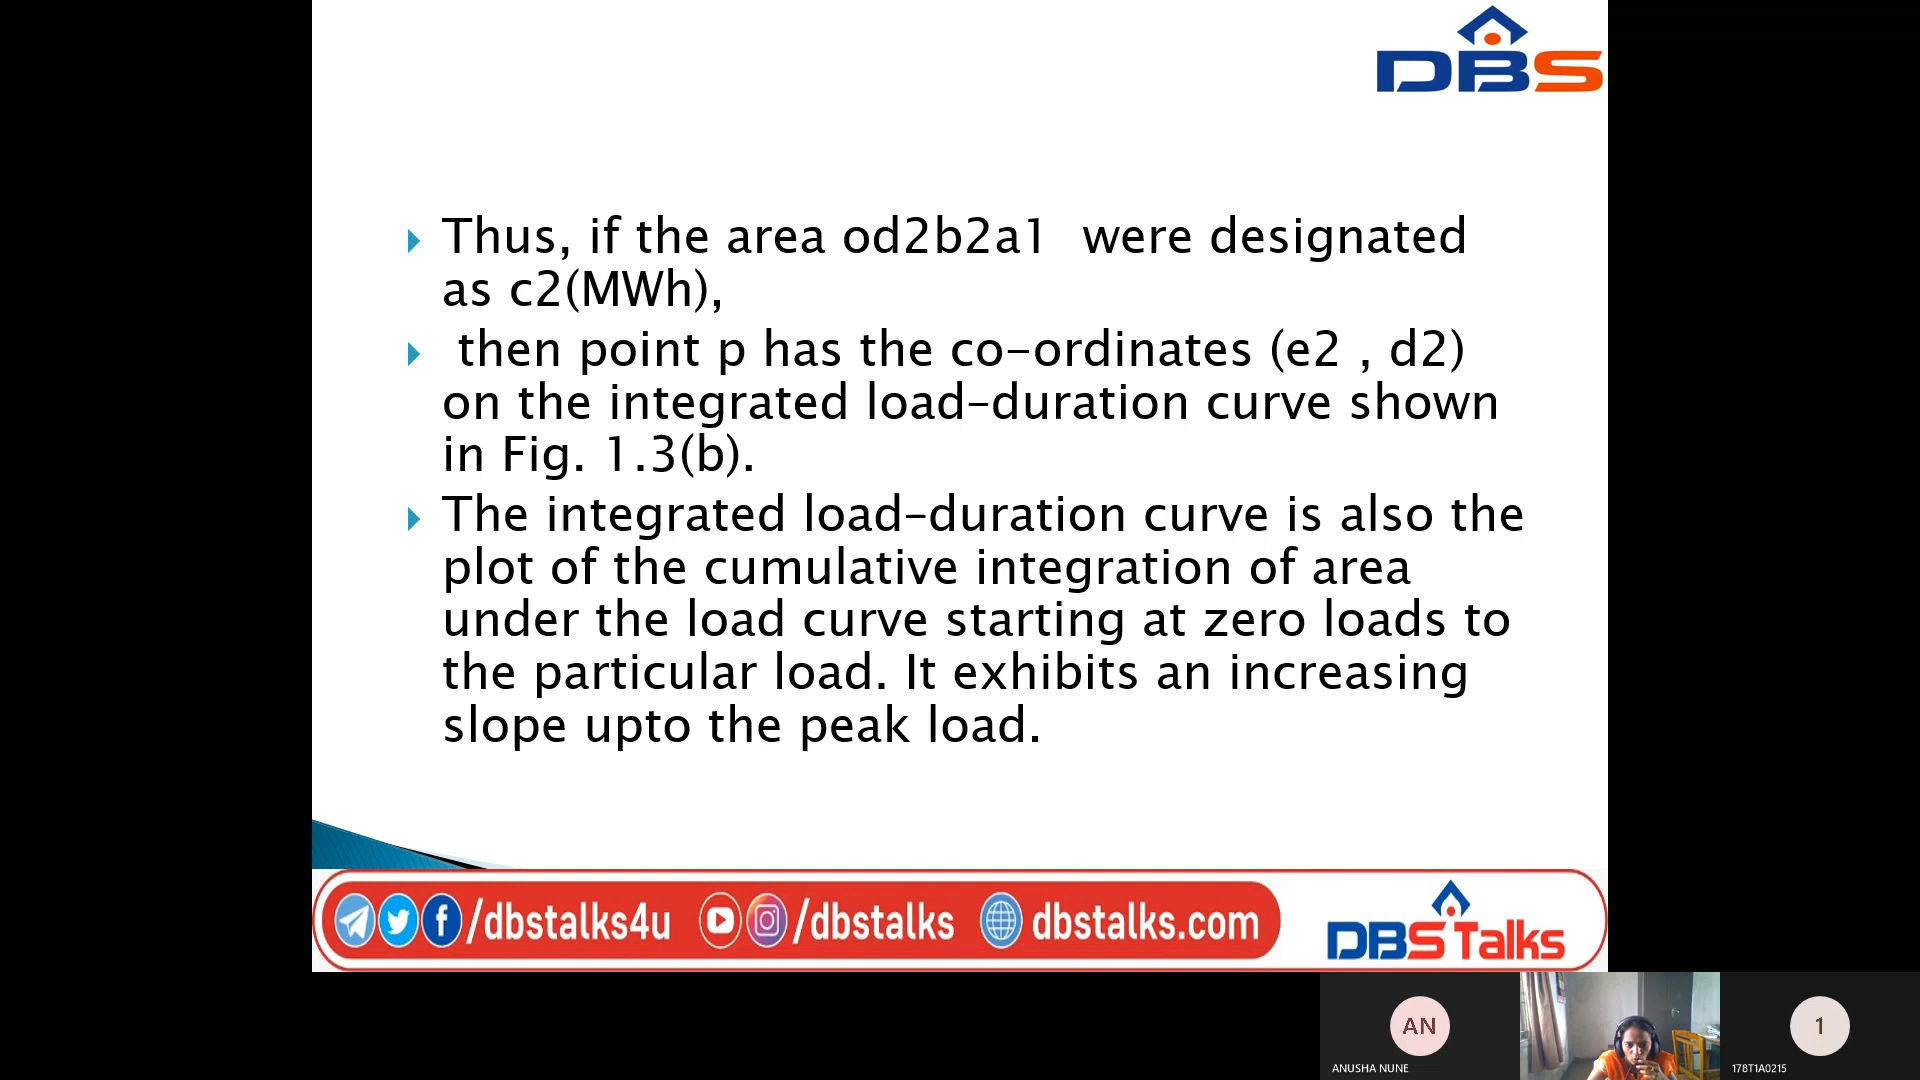 DBS
Thus, if the area od2b2a1 were designated
as c2(MWh),
then point p has the co-ordinates (e2 , d2)
on the integrated load-duration curve shown
in Fig. 1.3(b).
The integrated load-duration curve is also the
plot of the cumulative integration of area
under the load curve starting at zero loads to
the particular load. It exhibits an increasing
slope upto the peak load.
/dbstalks4u /dbstalks dbstalks.com DBS Talks
AN 1
ANUSHA NUNE 178T1A0215